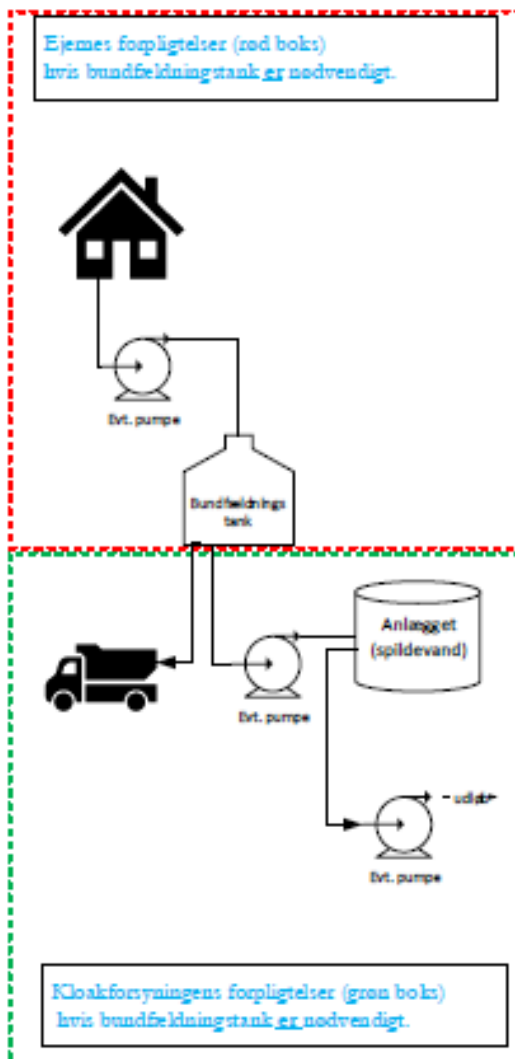 Ejernes forpligtelser (rød boks)
hvis bundfældningstank er nødvendigt.
Evt. pumpe
Bundfældnings
tank
Anlægget
(spildevand)
Evt. pumpe
udløb
Evt. pumpe
Kloakforsyningens forpligtelser (grøn boks)
hvis bundfældningstank er nødvendigt.